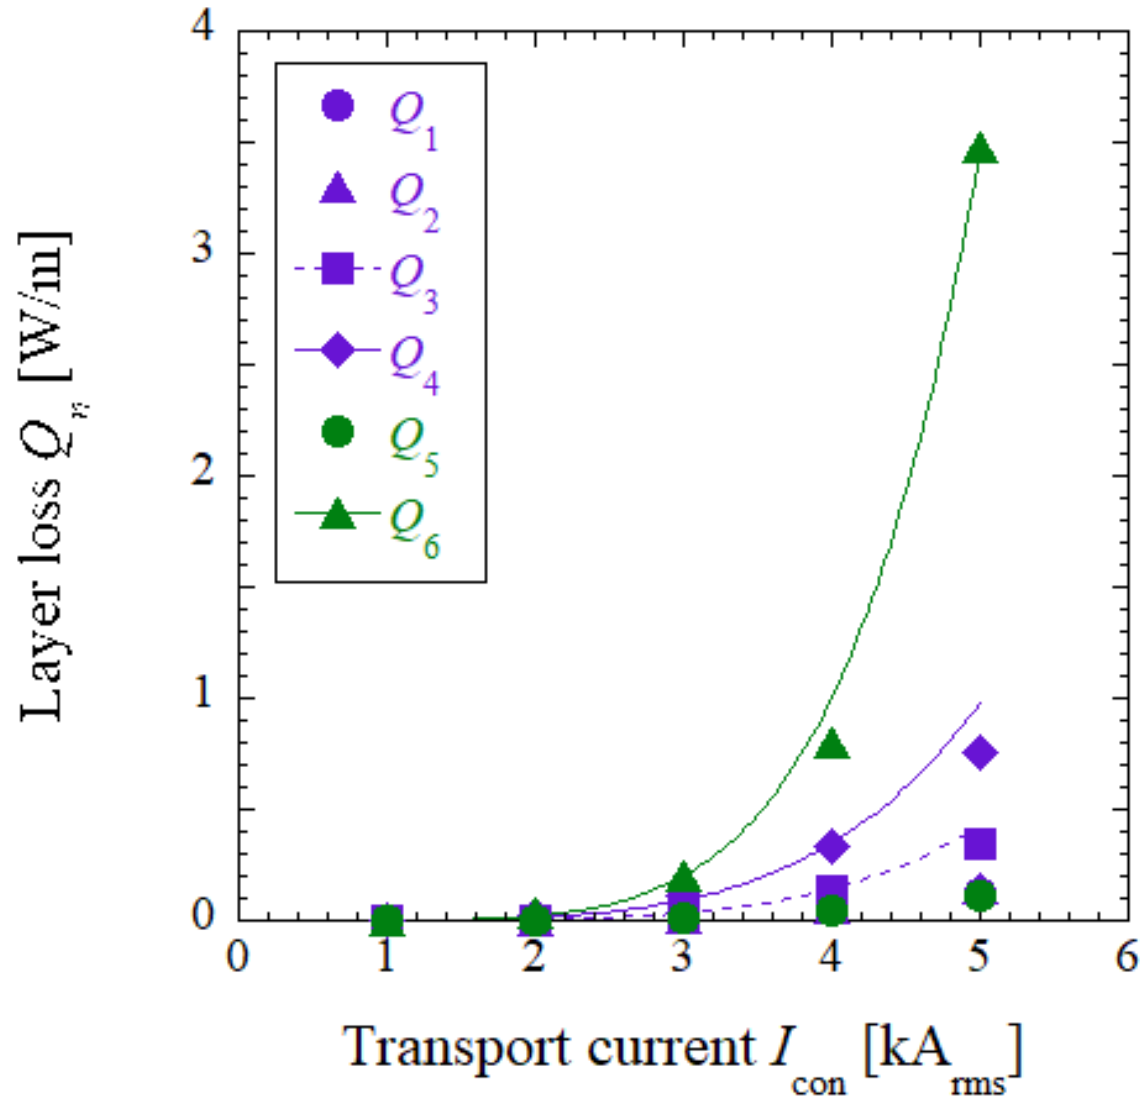 4
3
2
1
0
Layer loss Qn [W/m]
Q1
Q2
Q3
Q4
Q5
Q6
0 1 2 3 4 5 6
Transport current Icon [kArms]